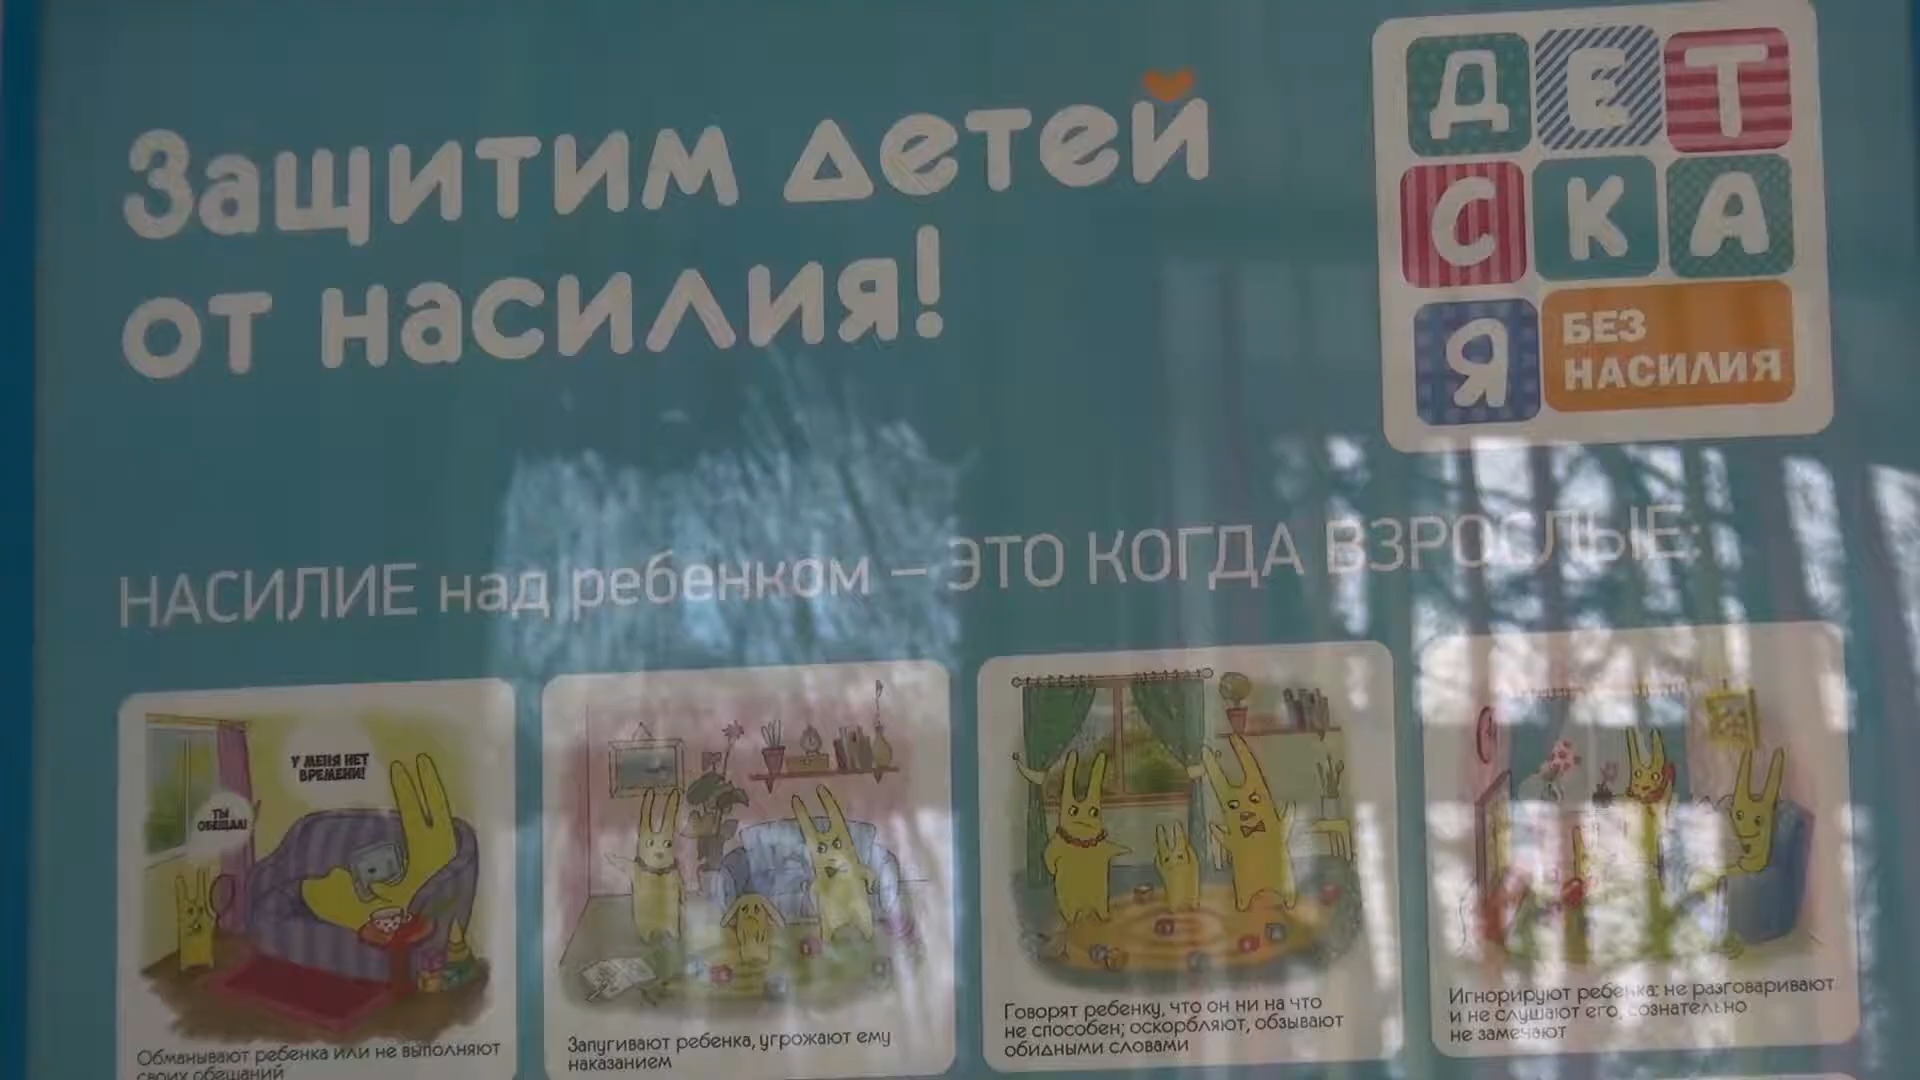 Защитим детей
от насилия!
ДЕТ
СКА
Я
БЕЗ
НАСИЛИЯ
НАСИЛИЕ над ребенком – ЭТО КОГДА ВЗРОСЛЫЕ:
У МЕНЯ НЕТ
ВРЕМЕНИ!
ТЫ
ОБЕЩАЛ!
Обманывают ребенка или не выполняют
своих обещаний
Запугивают ребенка, угрожают ему
наказанием
Говорят ребенку, что он ни на что
не способен; оскорбляют, обзывают
обидными словами
Игнорируют ребенка: не разговаривают
и не слушают его, сознательно
не замечают